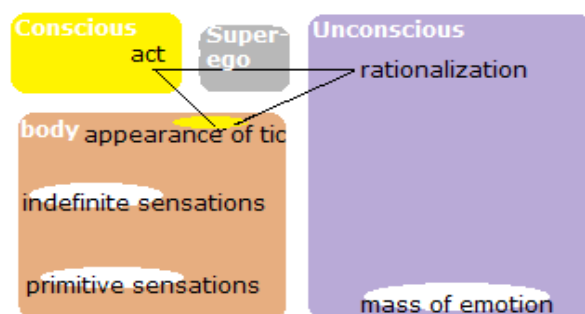 Conscious
act
Super-
ego
Unconscious
rationalization
body
appearance of tic
indefinite sensations
primitive sensations
mass of emotion